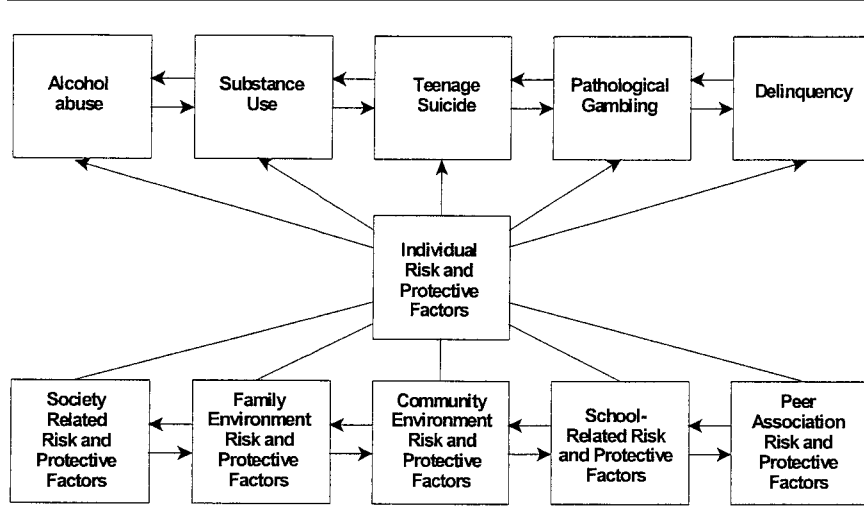 Alcohol
abuse
Substance
Use
Teenage
Suicide
Pathological
Gambling
Delinquency
Individual
Risk and
Protective
Factors
Society
Related
Risk and
Protective
Factors
Family
Environment
Risk and
Protective
Factors
Community
Environment
Risk and
Protective
Factors
School-
Related Risk
and Protective
Factors
Peer
Association
Risk and
Protective
Factors